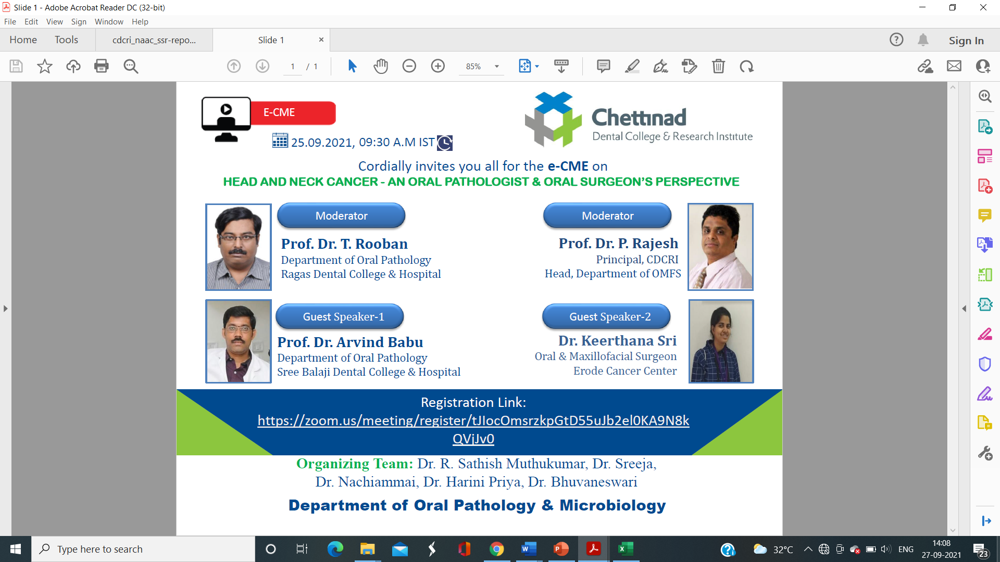 Slide 1 - Adobe Acrobat Reader DC (32-bit)
File Edit View Sign Window Help
Home Tools cdcri_naac_ssr-repo... Slide 1 × Sign In
1 / 1 85%
E-CME
25.09.2021, 09:30 A.M IST
Chettinad
Dental College & Research Institute
Cordially invites you all for the e-CME on
HEAD AND NECK CANCER - AN ORAL PATHOLOGIST & ORAL SURGEON'S PERSPECTIVE
Moderator
Prof. Dr. T. Rooban
Department of Oral Pathology
Ragas Dental College & Hospital
Moderator
Prof. Dr. P. Rajesh
Principal, CDCRI
Head, Department of OMFS
Guest Speaker-1
Prof. Dr. Arvind Babu
Department of Oral Pathology
Sree Balaji Dental College & Hospital
Guest Speaker-2
Dr. Keerthana Sri
Oral & Maxillofacial Surgeon
Erode Cancer Center
Registration Link:
https://zoom.us/meeting/register/tJIocOmsrzkpGtD55uJb2el0KA9N8k
QVjJv0
Organizing Team: Dr. R. Sathish Muthukumar, Dr. Sreeja,
Dr. Nachiammai, Dr. Harini Priya, Dr. Bhuvaneswari
Department of Oral Pathology & Microbiology
Type here to search
32°C
ENG
14:08
27-09-2021
23